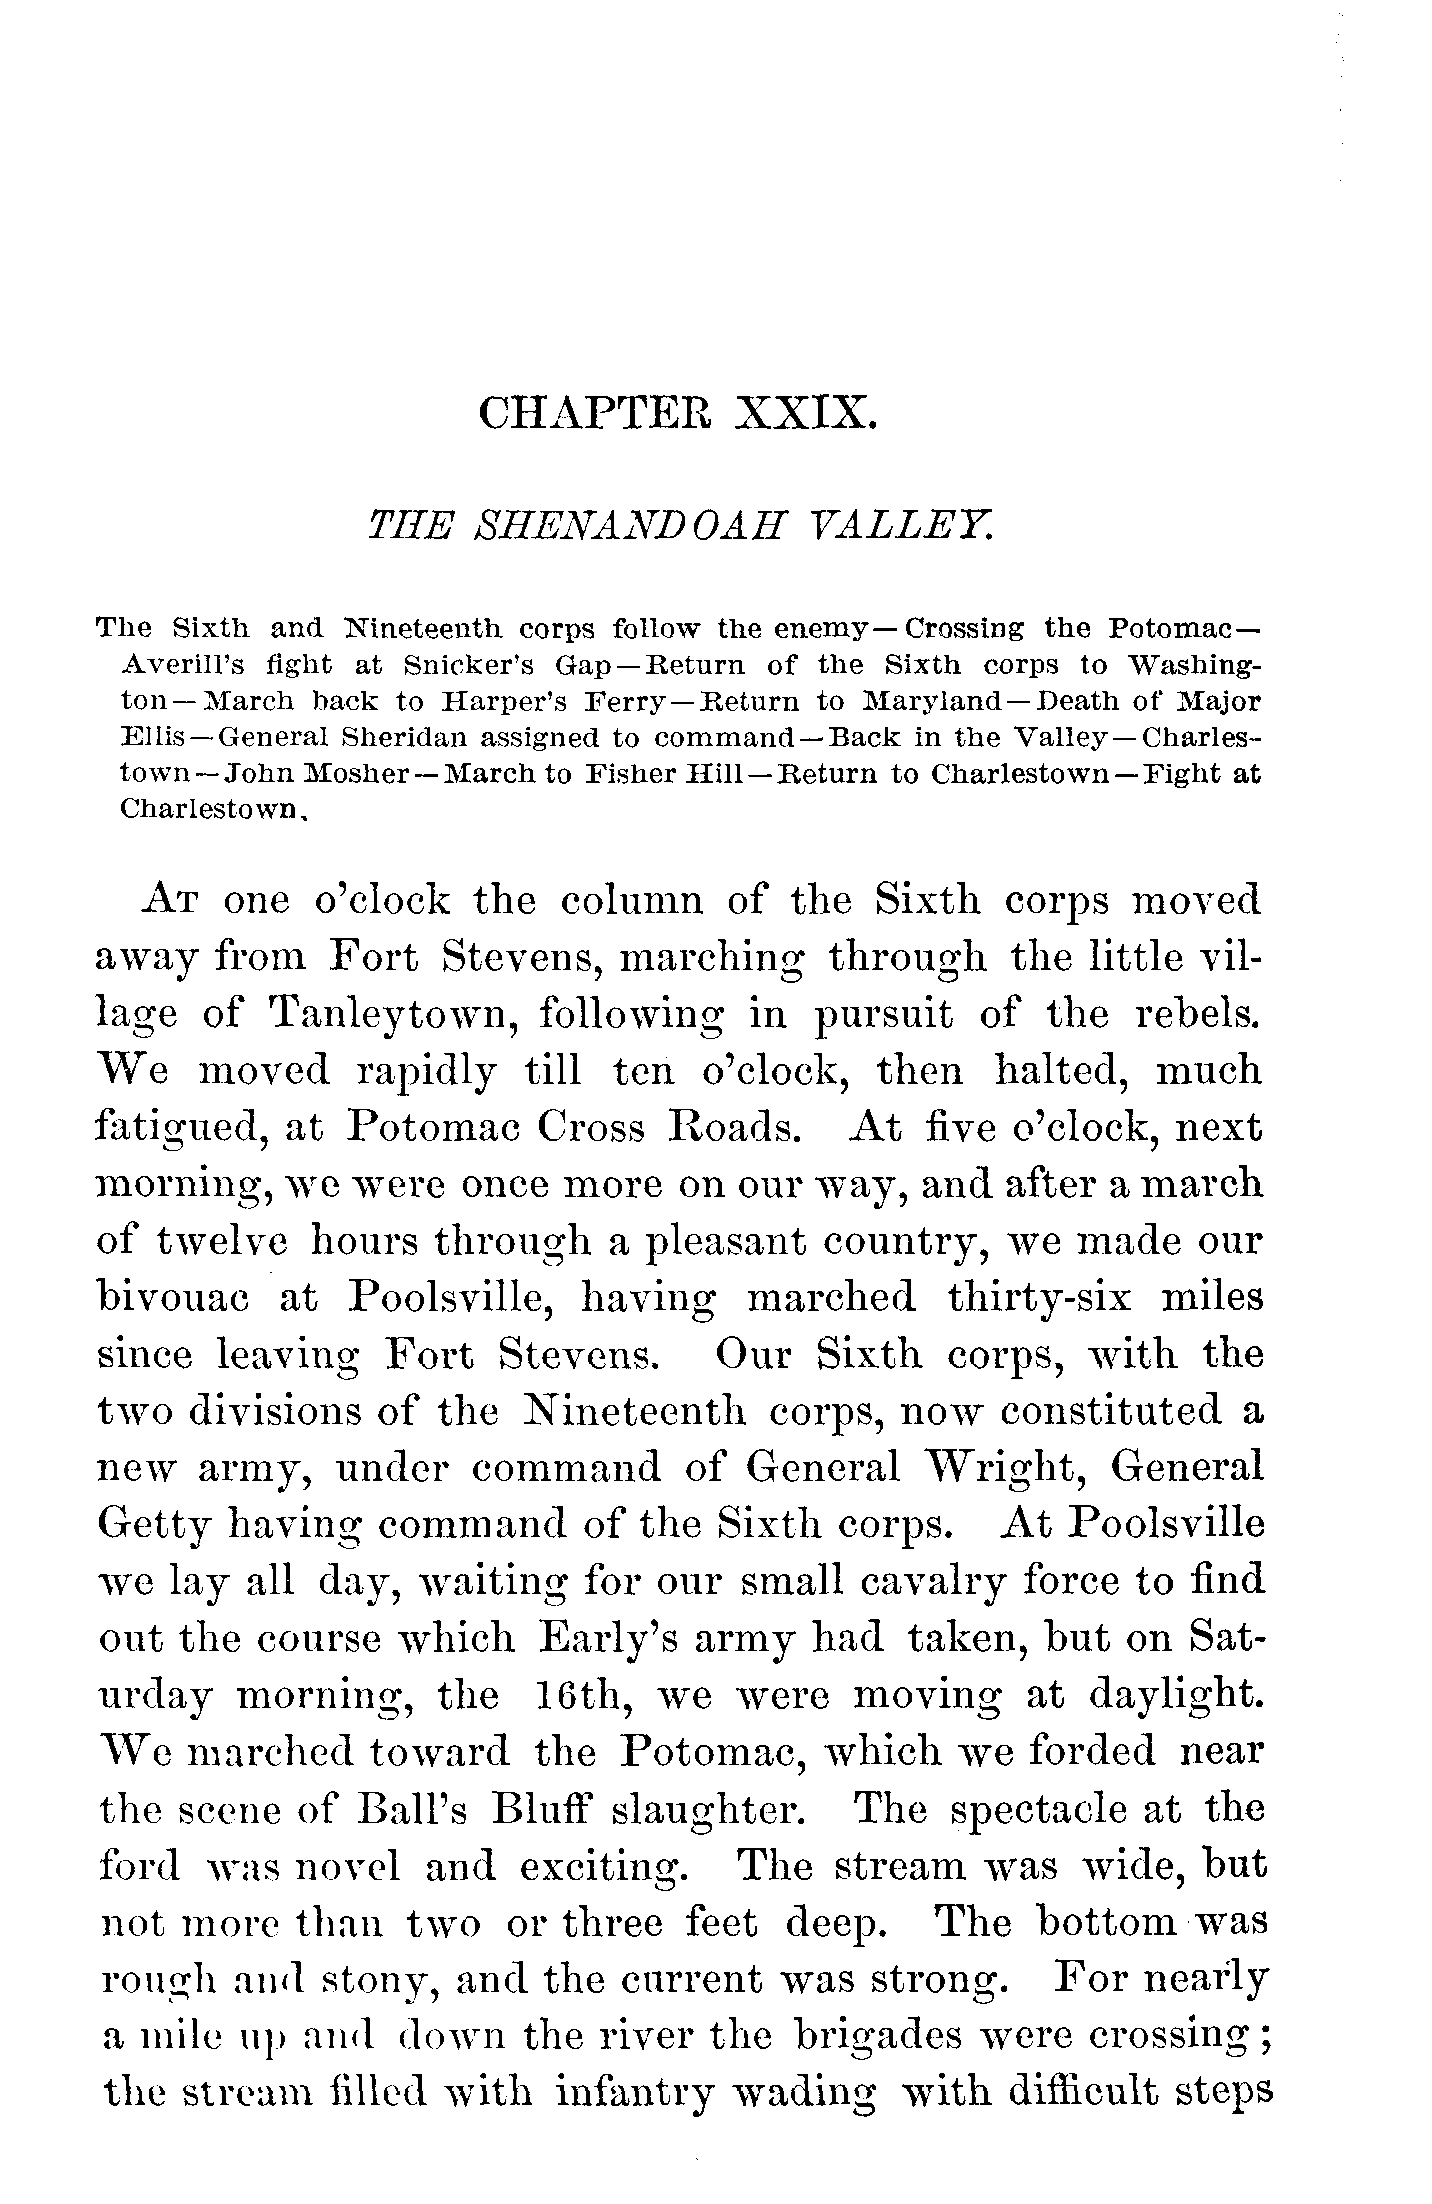 CHAPTER XXIX.
THE SHENANDOAH VALLEY.
The Sixth and Nineteenth corps follow the enemy—Crossing the Potomac—
Averill's fight at Snicker's Gap—Return of the Sixth corps to Washing-
ton—March back to Harper's Ferry—Return to Maryland—Death of Major
Ellis—General Sheridan assigned to command—Back in the Valley—Charles-
town—John Mosher—March to Fisher Hill—Return to Charlestown—Fight at
Charlestown.
AT one o'clock the column of the Sixth corps moved
away from Fort Stevens, marching through the little vil-
lage of Tanleytown, following in pursuit of the rebels.
We moved rapidly till ten o'clock, then halted, much
fatigued, at Potomac Cross Roads. At five o'clock, next
morning, we were once more on our way, and after a march
of twelve hours through a pleasant country, we made our
bivouac at Poolsville, having marched thirty-six miles
since leaving Fort Stevens. Our Sixth corps, with the
two divisions of the Nineteenth corps, now constituted a
new army, under command of General Wright, General
Getty having command of the Sixth corps. At Poolsville
we lay all day, waiting for our small cavalry force to find
out the course which Early's army had taken, but on Sat-
urday morning, the 16th, we were moving at daylight.
We marched toward the Potomac, which we forded near
the scene of Ball's Bluff slaughter. The spectacle at the
ford was novel and exciting. The stream was wide, but
not more than two or three feet deep. The bottom was
rough and stony, and the current was strong. For nearly
a mile up and down the river the brigades were crossing;
the stream filled with infantry wading with difficult steps